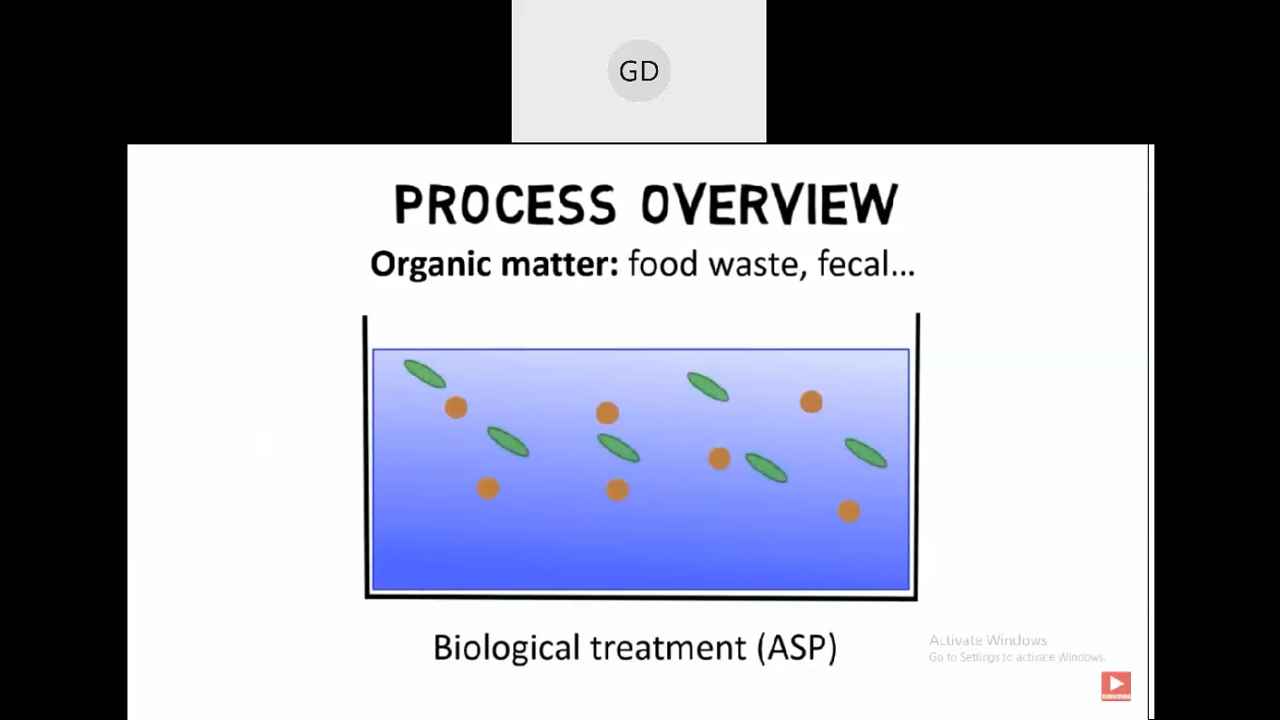 GD
PROCESS OVERVIEW
Organic matter: food waste, fecal...
Biological treatment (ASP)
Activate Windows
Go to Settings to activate Windows.
SUBSCRIBE